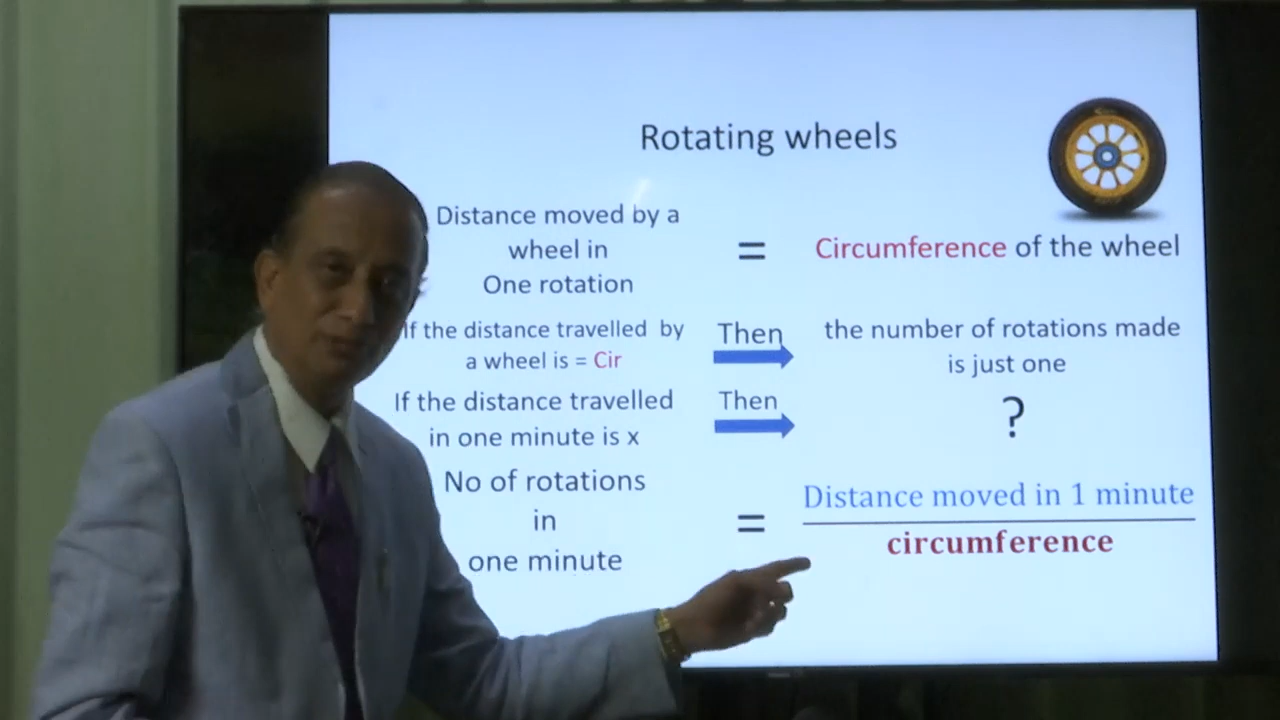 Rotating wheels
Distance moved by a
wheel in
One rotation
=
Circumference of the wheel
If the distance travelled by
a wheel is = Cir
Then
the number of rotations made
is just one
If the distance travelled
in one minute is x
Then
?
No of rotations
in
one minute
=
Distance moved in 1 minute
circumference